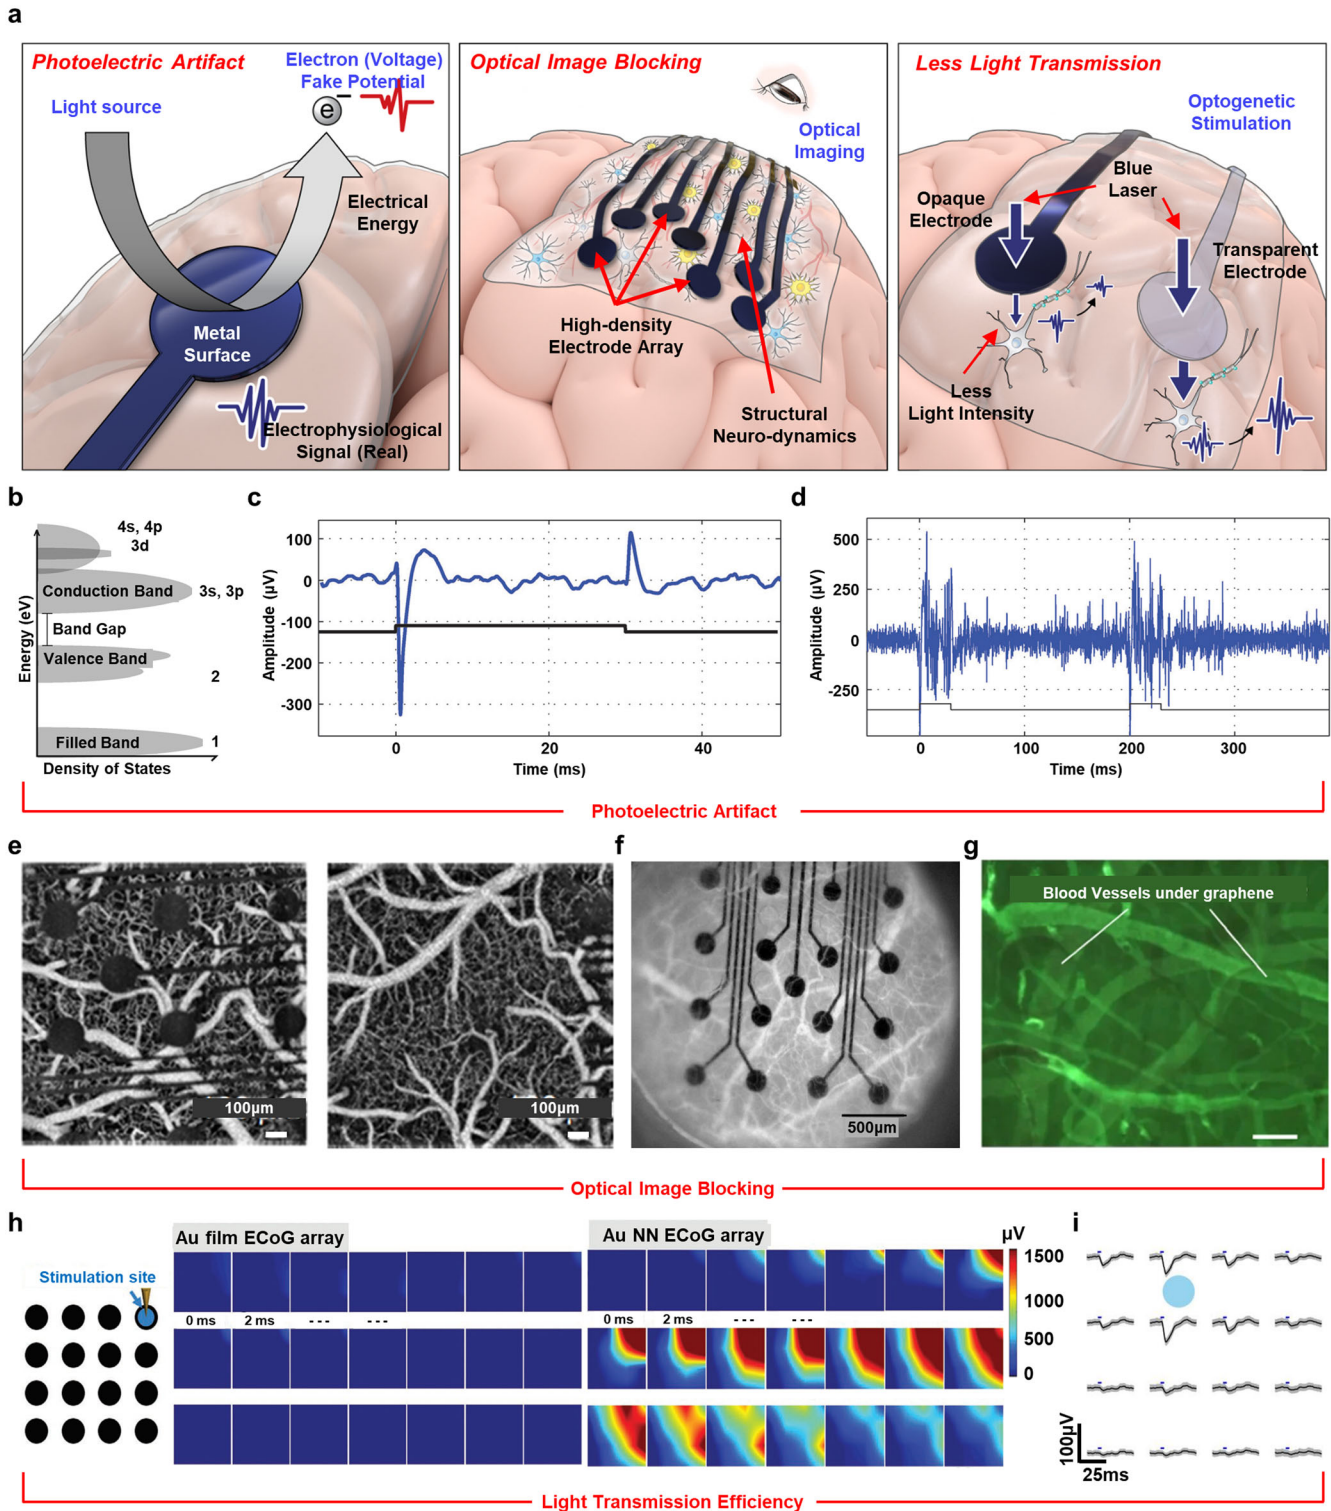 a
Photoelectric Artifact
Electron (Voltage)
Fake Potential
Light source
e
Electrical
Energy
Metal
Surface
Electrophysiological
Signal (Real)
Optical Image Blocking
Optical
Imaging
High-density
Electrode Array
Structural
Neuro-dynamics
Less Light Transmission
Optogenetic
Stimulation
Blue
Laser
Opaque
Electrode
Transparent
Electrode
Less
Light Intensity
b
4s, 4p
3d
Conduction Band
3s, 3p
Band Gap
Valence Band
2
Filled Band
1
Energy (eV)
Density of States
c
100
0
-100
-200
-300
Amplitude (µV)
0
20
40
Time (ms)
d
500
250
0
-250
Amplitude (µV)
0
100
200
300
Time (ms)
Photoelectric Artifact
e
100µm
100µm
f
500µm
g
Blood Vessels under graphene
Optical Image Blocking
h
Stimulation site
Au film ECoG array
0 ms
2 ms
- - -
- - -
Au NN ECoG array
0 ms
2 ms
- - -
- - -
µV
1500
1000
500
0
i
100µV
25ms
Light Transmission Efficiency